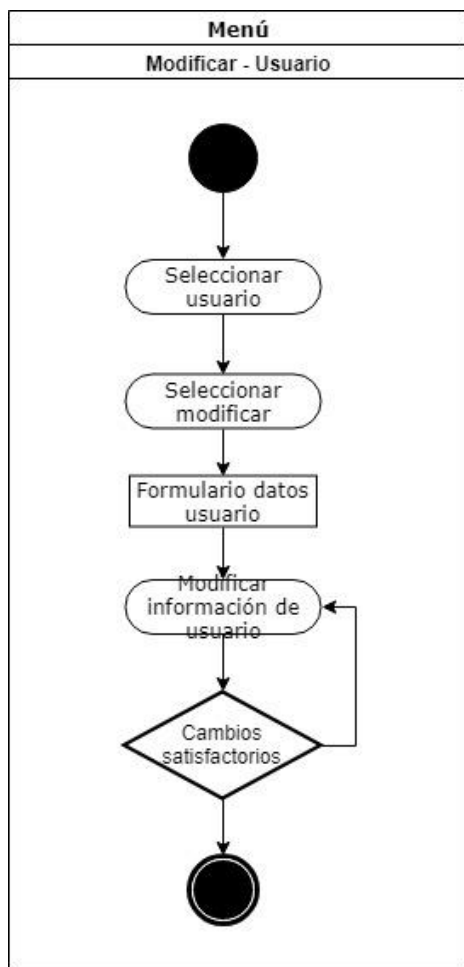 Menú
Modificar - Usuario
Seleccionar
usuario
Seleccionar
modificar
Formulario datos
usuario
Modificar
información de
usuario
Cambios
satisfactorios